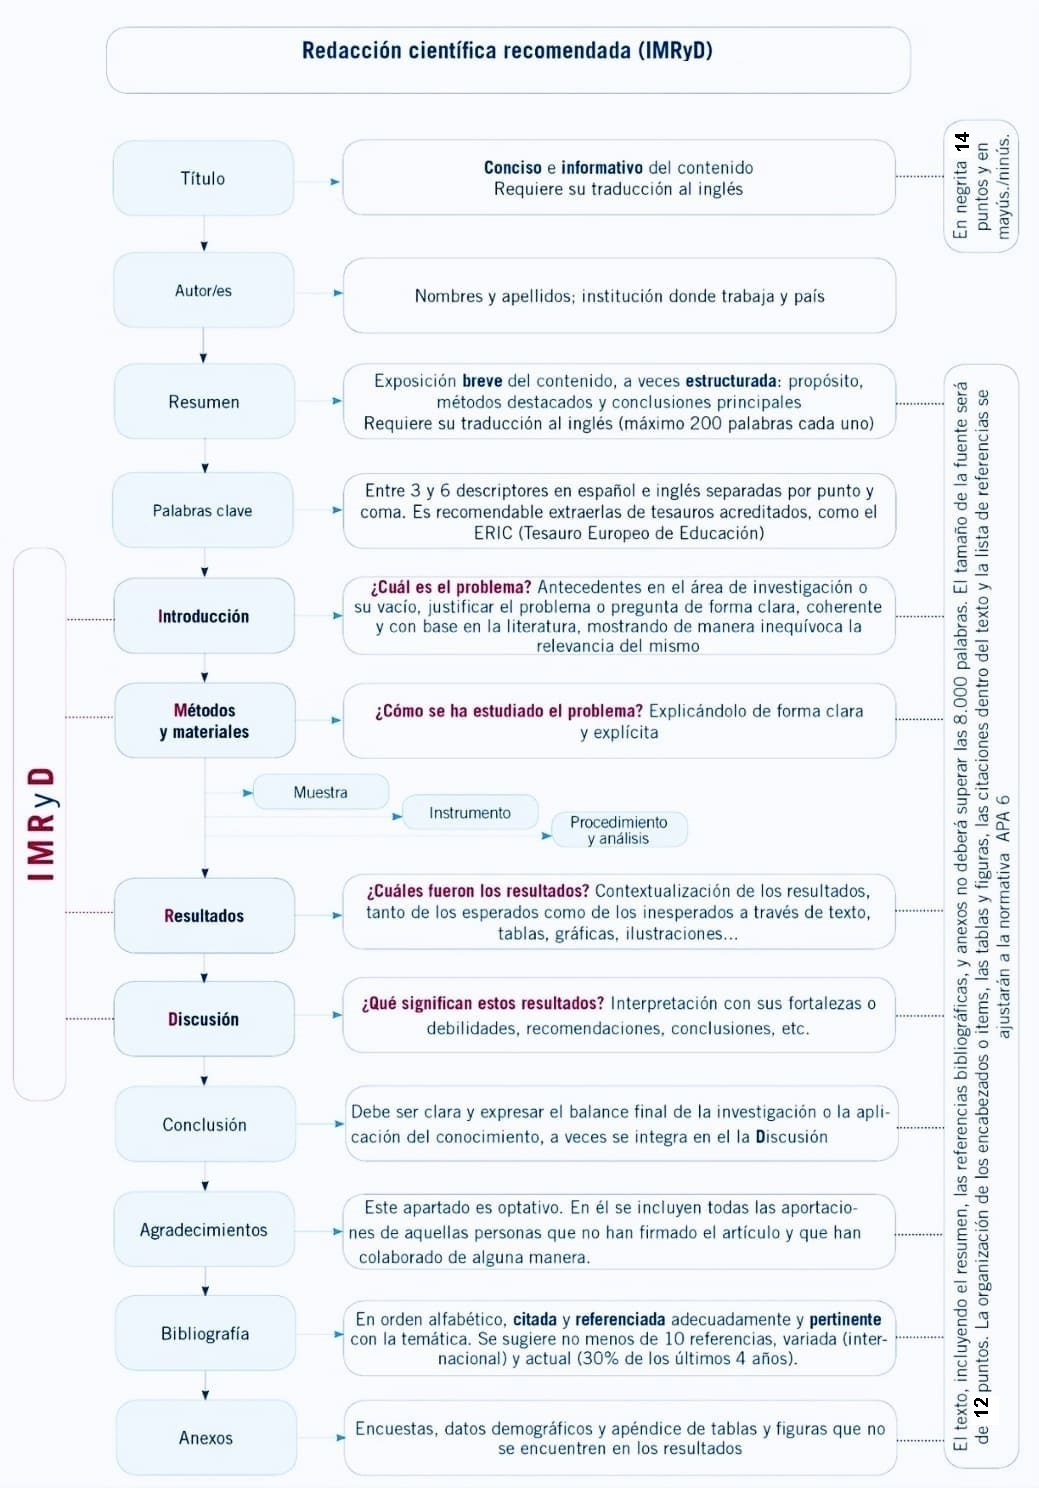 Redacción científica recomendada (IMRyD)
Título
Conciso e informativo del contenido
Requiere su traducción al inglés
En negrita 14
puntos y en
mayús./ninús.
Autor/es
Nombres y apellidos; institución donde trabaja y país
Resumen
Exposición breve del contenido, a veces estructurada: propósito,
métodos destacados y conclusiones principales
Requiere su traducción al inglés (máximo 200 palabras cada uno)
Palabras clave
Entre 3 y 6 descriptores en español e inglés separadas por punto y
coma. Es recomendable extraerlas de tesauros acreditados, como el
ERIC (Tesauro Europeo de Educación)
IMRyD
Introducción
¿Cuál es el problema? Antecedentes en el área de investigación o
su vacío, justificar el problema o pregunta de forma clara, coherente
y con base en la literatura, mostrando de manera inequívoca la
relevancia del mismo
Métodos
y materiales
¿Cómo se ha estudiado el problema? Explicándolo de forma clara
y explícita
Muestra
Instrumento
Procedimiento
y análisis
Resultados
¿Cuáles fueron los resultados? Contextualización de los resultados,
tanto de los esperados como de los inesperados a través de texto,
tablas, gráficas, ilustraciones...
Discusión
¿Qué significan estos resultados? Interpretación con sus fortalezas o
debilidades, recomendaciones, conclusiones, etc.
Conclusión
Debe ser clara y expresar el balance final de la investigación o la apli-
cación del conocimiento, a veces se integra en el la Discusión
Agradecimientos
Este apartado es optativo. En él se incluyen todas las aportacio-
nes de aquellas personas que no han firmado el artículo y que han
colaborado de alguna manera.
Bibliografía
En orden alfabético, citada y referenciada adecuadamente y pertinente
con la temática. Se sugiere no menos de 10 referencias, variada (inter-
nacional) y actual (30% de los últimos 4 años).
Anexos
Encuestas, datos demográficos y apéndice de tablas y figuras que no
se encuentren en los resultados
El texto, incluyendo el resumen, las referencias bibliográficas, y anexos no deberá superar las 8.000 palabras. El tamaño de la fuente será
de 12 puntos. La organización de los encabezados o items, las tablas y figuras, las citaciones dentro del texto y la lista de referencias se
ajustarán a la normativa APA 6